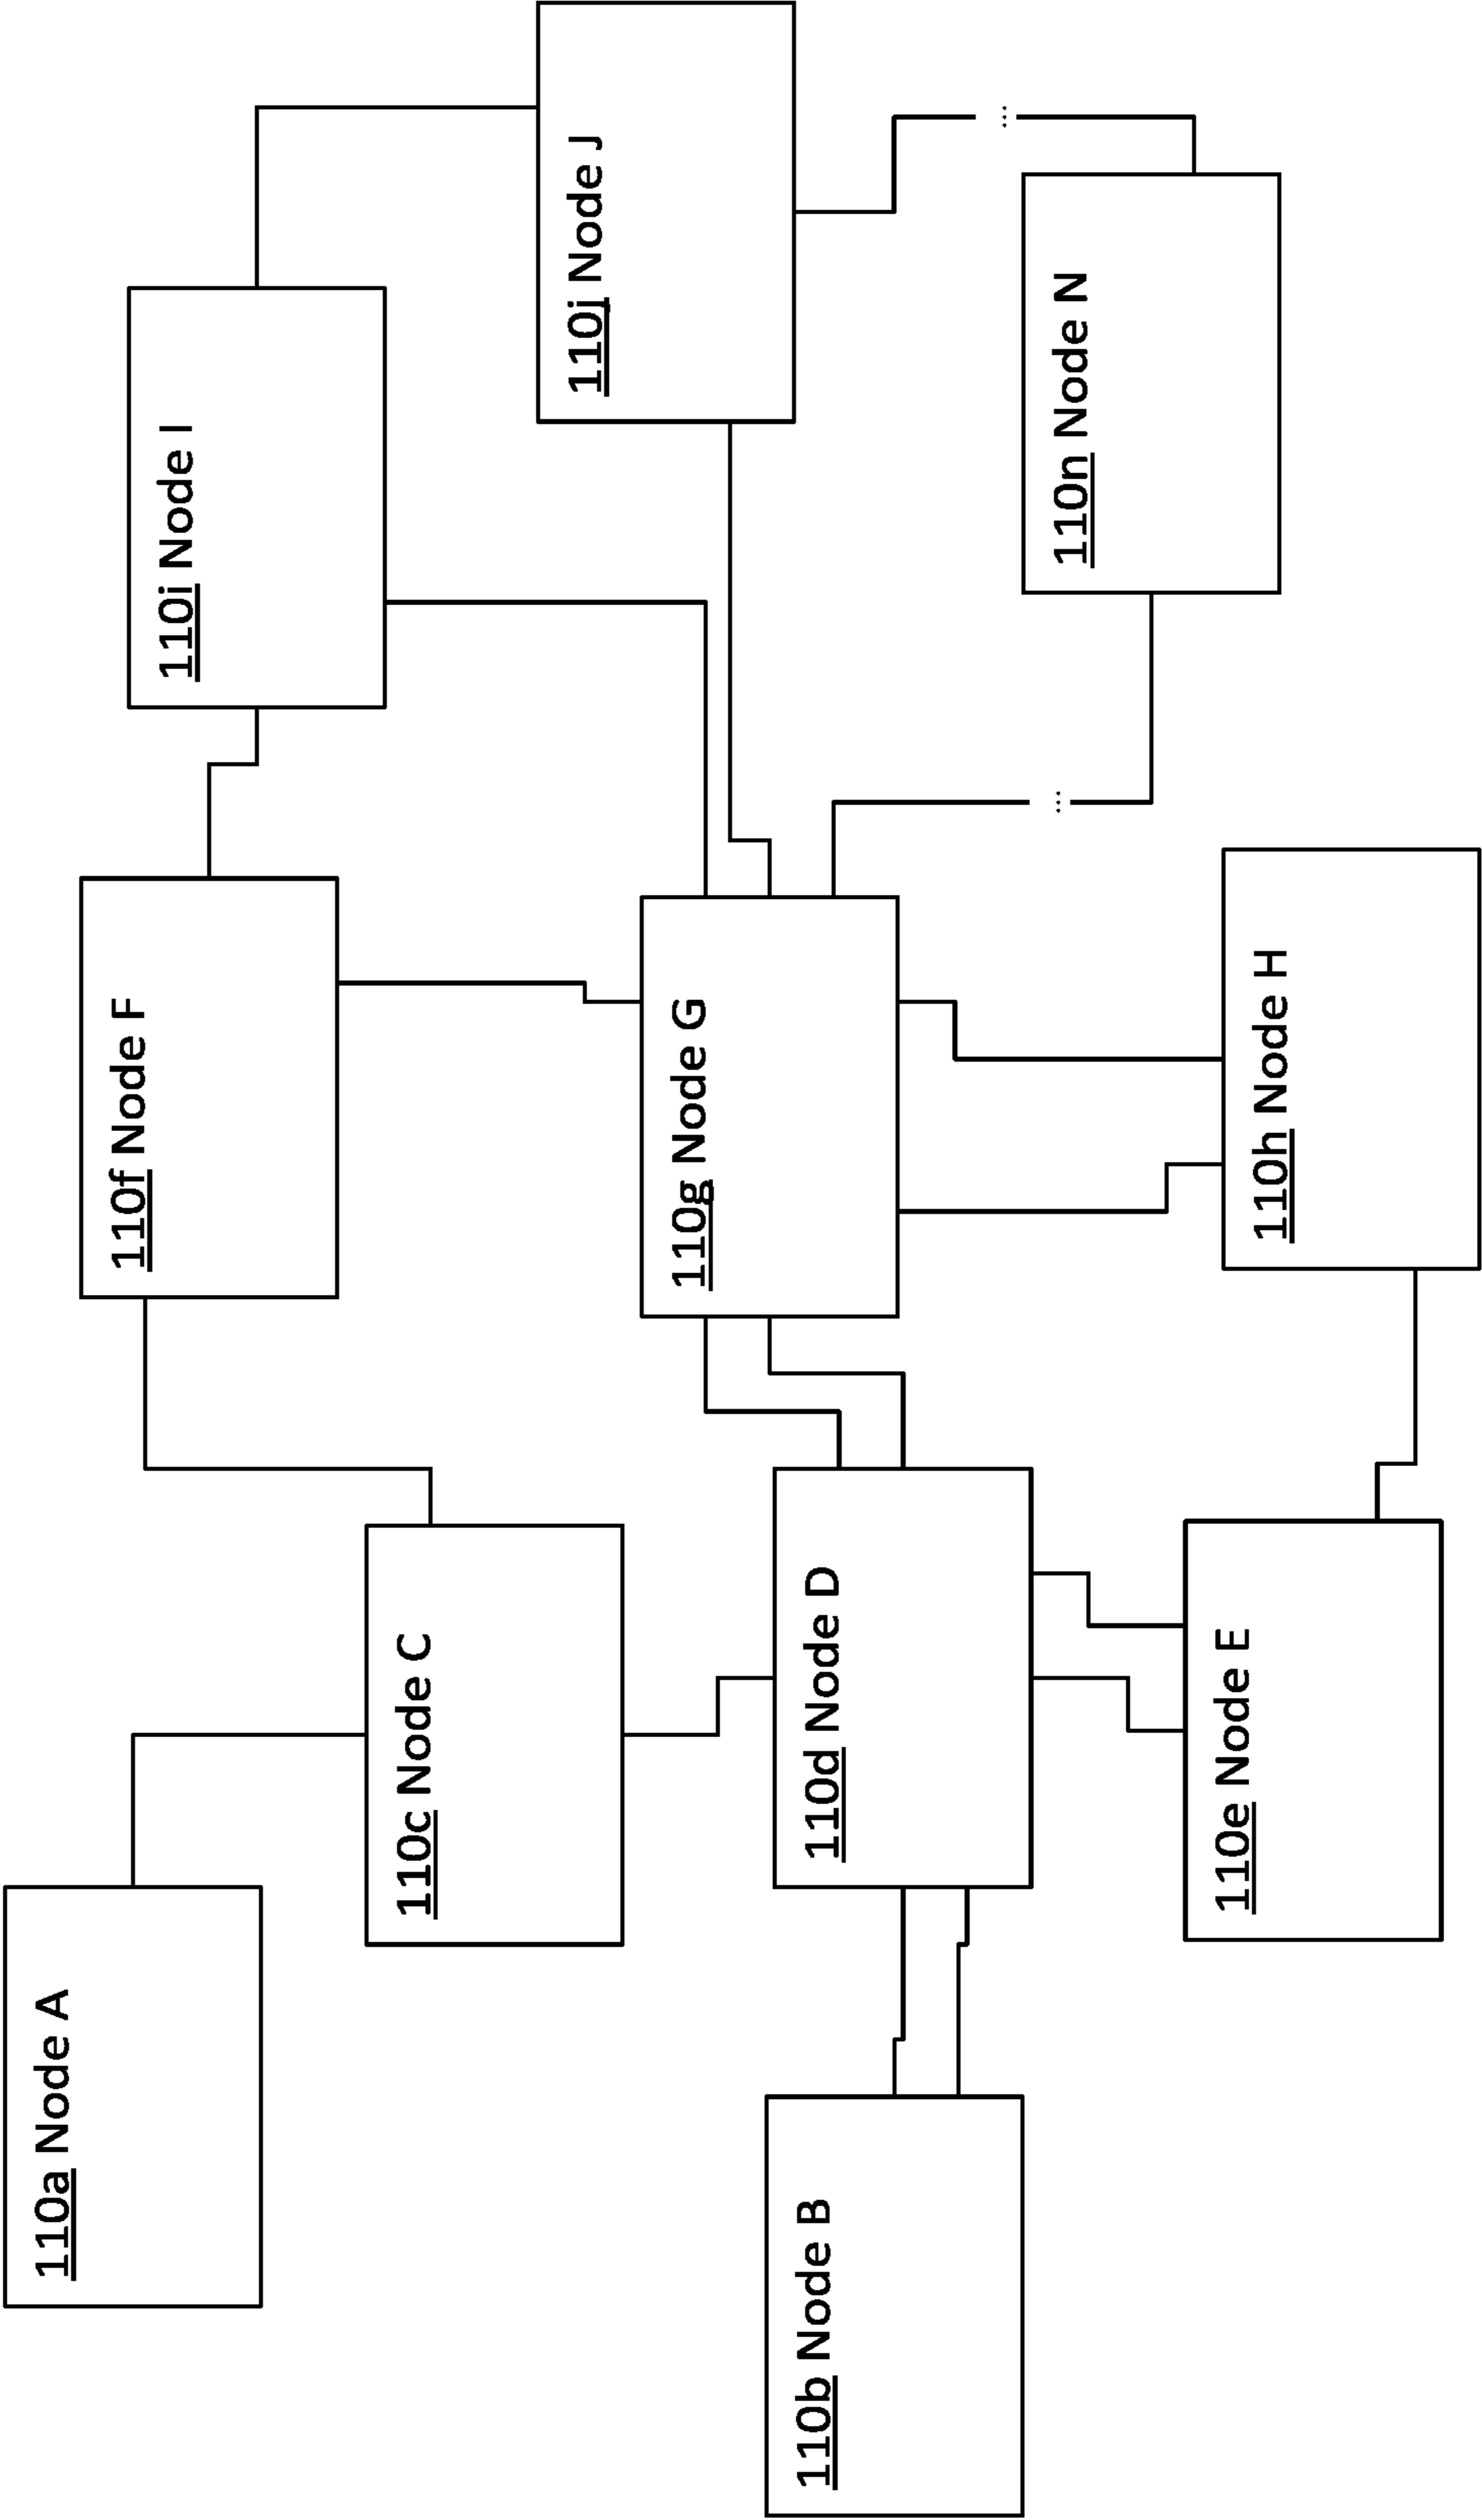 110a Node A
110b Node B
110c Node C
110d Node D
110e Node E
110f Node F
110g Node G
110h Node H
110i Node I
110j Node J
...
...
110n Node N